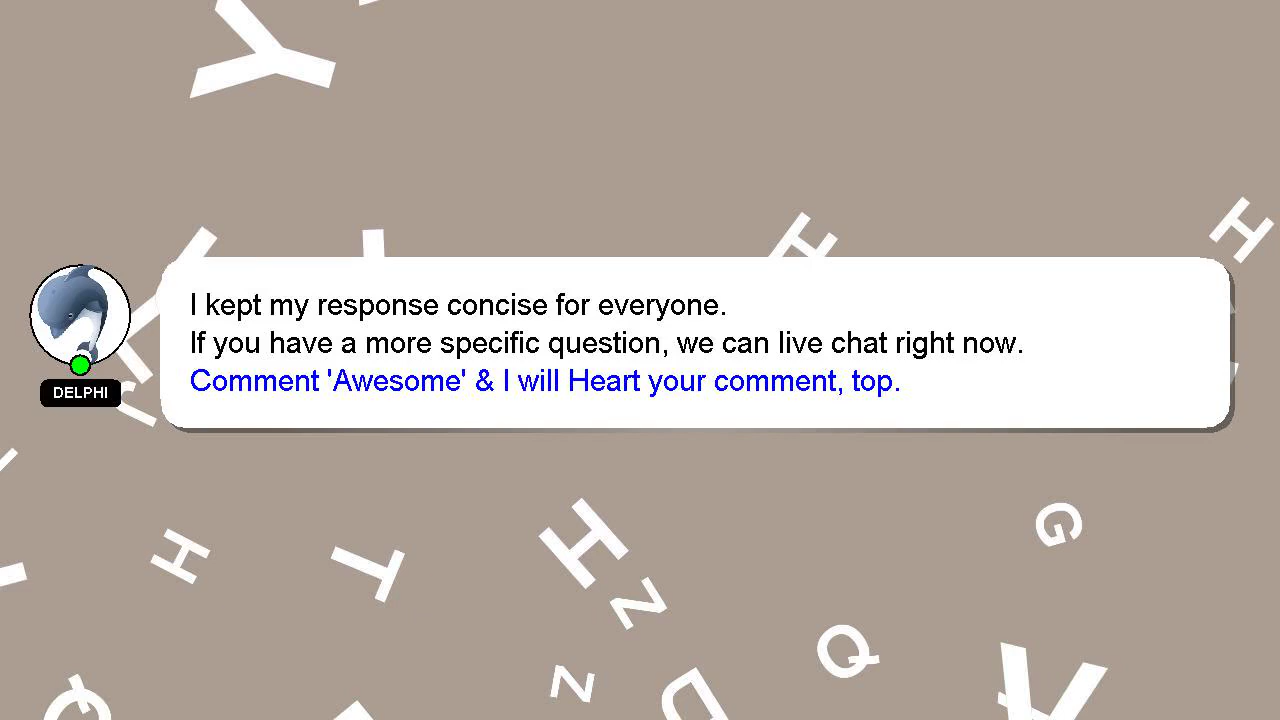 I kept my response concise for everyone.
If you have a more specific question, we can live chat right now.
Comment 'Awesome' & I will Heart your comment, top.
DELPHI
Y
H
H
H
T
H
Z
G
Q
Z
D
Q